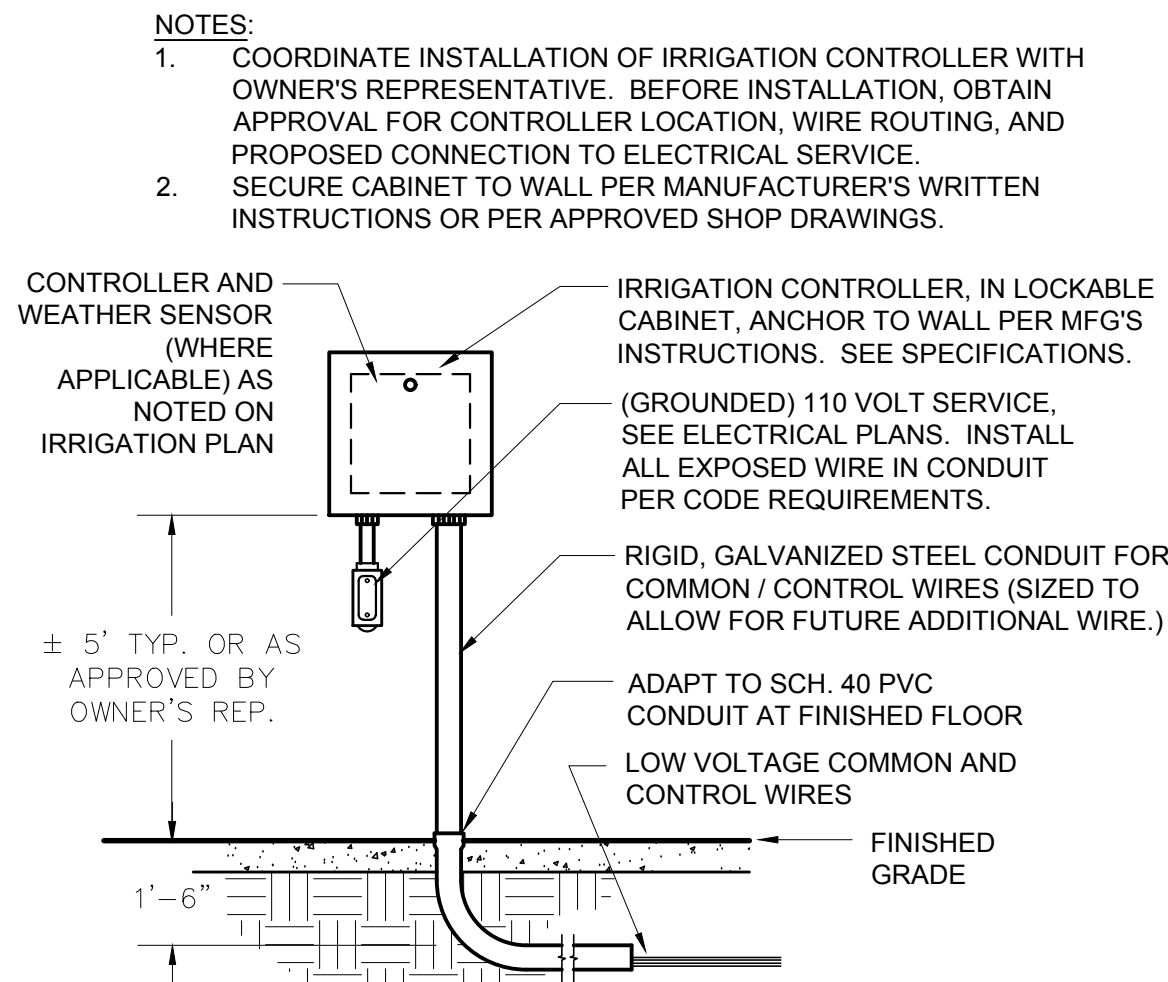 NOTES:
1. COORDINATE INSTALLATION OF IRRIGATION CONTROLLER WITH
OWNER'S REPRESENTATIVE. BEFORE INSTALLATION, OBTAIN
APPROVAL FOR CONTROLLER LOCATION, WIRE ROUTING, AND
PROPOSED CONNECTION TO ELECTRICAL SERVICE.
2. SECURE CABINET TO WALL PER MANUFACTURER'S WRITTEN
INSTRUCTIONS OR PER APPROVED SHOP DRAWINGS.
CONTROLLER AND
WEATHER SENSOR
(WHERE
APPLICABLE) AS
NOTED ON
IRRIGATION PLAN
IRRIGATION CONTROLLER, IN LOCKABLE
CABINET, ANCHOR TO WALL PER MFG'S
INSTRUCTIONS. SEE SPECIFICATIONS.
(GROUNDED) 110 VOLT SERVICE,
SEE ELECTRICAL PLANS. INSTALL
ALL EXPOSED WIRE IN CONDUIT
PER CODE REQUIREMENTS.
RIGID, GALVANIZED STEEL CONDUIT FOR
COMMON / CONTROL WIRES (SIZED TO
ALLOW FOR FUTURE ADDITIONAL WIRE.)
± 5' TYP. OR AS
APPROVED BY
OWNER'S REP.
ADAPT TO SCH. 40 PVC
CONDUIT AT FINISHED FLOOR
LOW VOLTAGE COMMON AND
CONTROL WIRES
FINISHED
GRADE
1'-6"